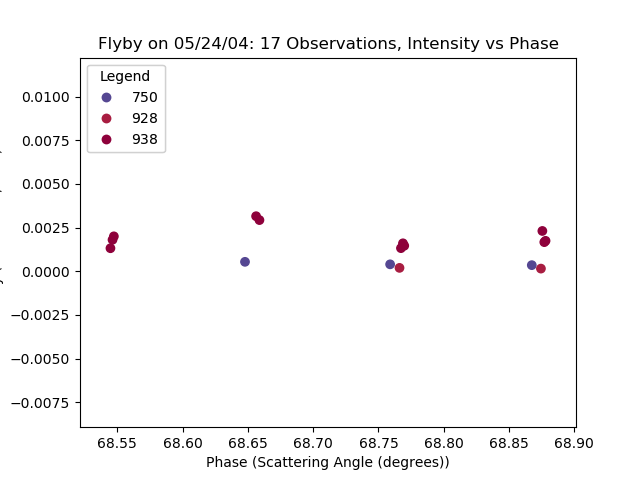 Flyby on 05/24/04: 17 Observations, Intensity vs Phase
Legend
750
928
938
0.0100
0.0075
0.0050
0.0025
0.0000
−0.0025
−0.0050
−0.0075
68.55 68.60 68.65 68.70 68.75 68.80 68.85 68.90
Phase (Scattering Angle (degrees))